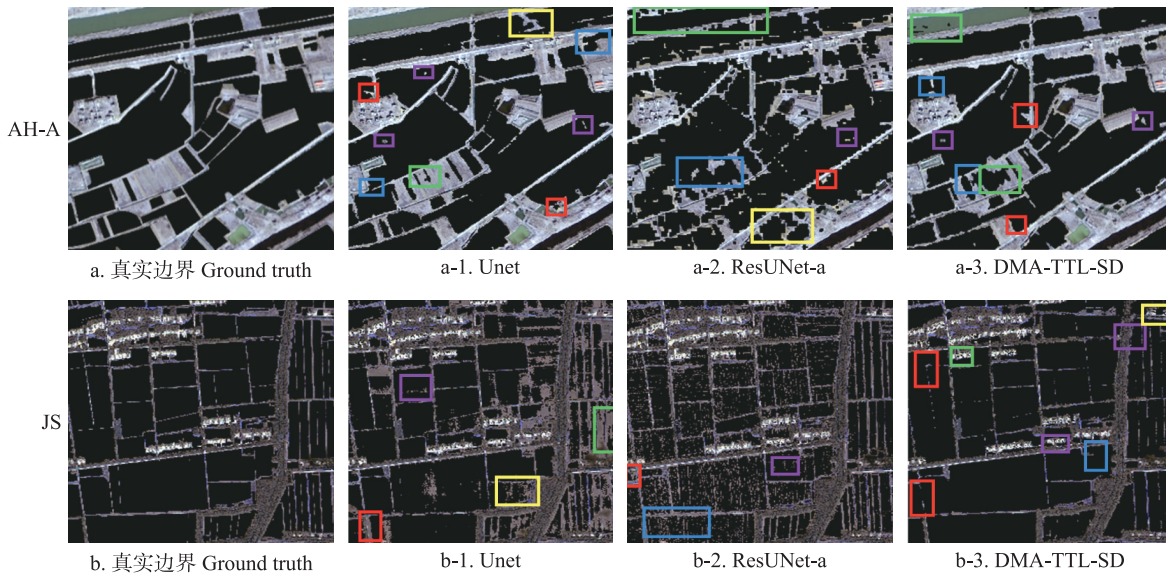 AH-A
a. 真实边界 Ground truth
a-1. Unet
a-2. ResUNet-a
a-3. DMA-TTL-SD
JS
b. 真实边界 Ground truth
b-1. Unet
b-2. ResUNet-a
b-3. DMA-TTL-SD